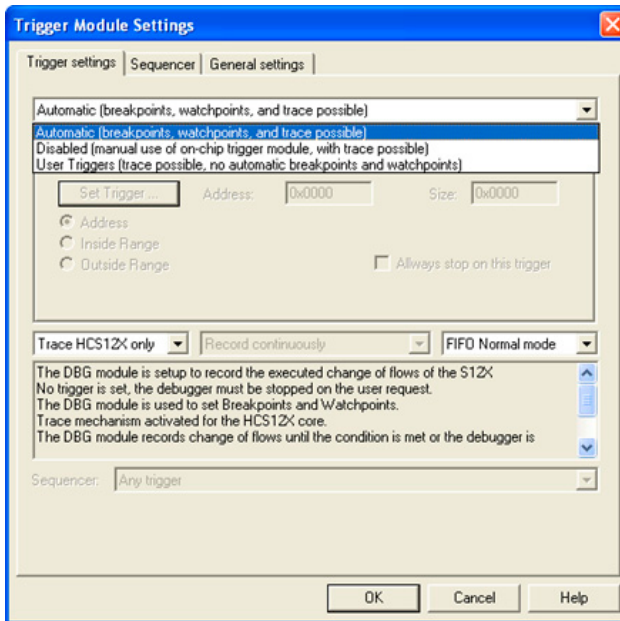 Trigger Module Settings
Trigger settings Sequencer General settings
Automatic (breakpoints, watchpoints, and trace possible)
Automatic (breakpoints, watchpoints, and trace possible)
Disabled (manual use of on-chip trigger module, with trace possible)
User Triggers (trace possible, no automatic breakpoints and watchpoints)
Set Trigger ... Address: 0x0000 Size: 0x0000
Address
Inside Range
Outside Range Allways stop on this trigger
Trace HCS12X only Record continuously FIFO Normal mode
The DBG module is setup to record the executed change of flows of the S12X
No trigger is set, the debugger must be stopped on the user request.
The DBG module is used to set Breakpoints and Watchpoints.
Trace mechanism activated for the HCS12X core.
The DBG module records change of flows until the condition is met or the debugger is
Sequencer: Any trigger
OK Cancel Help